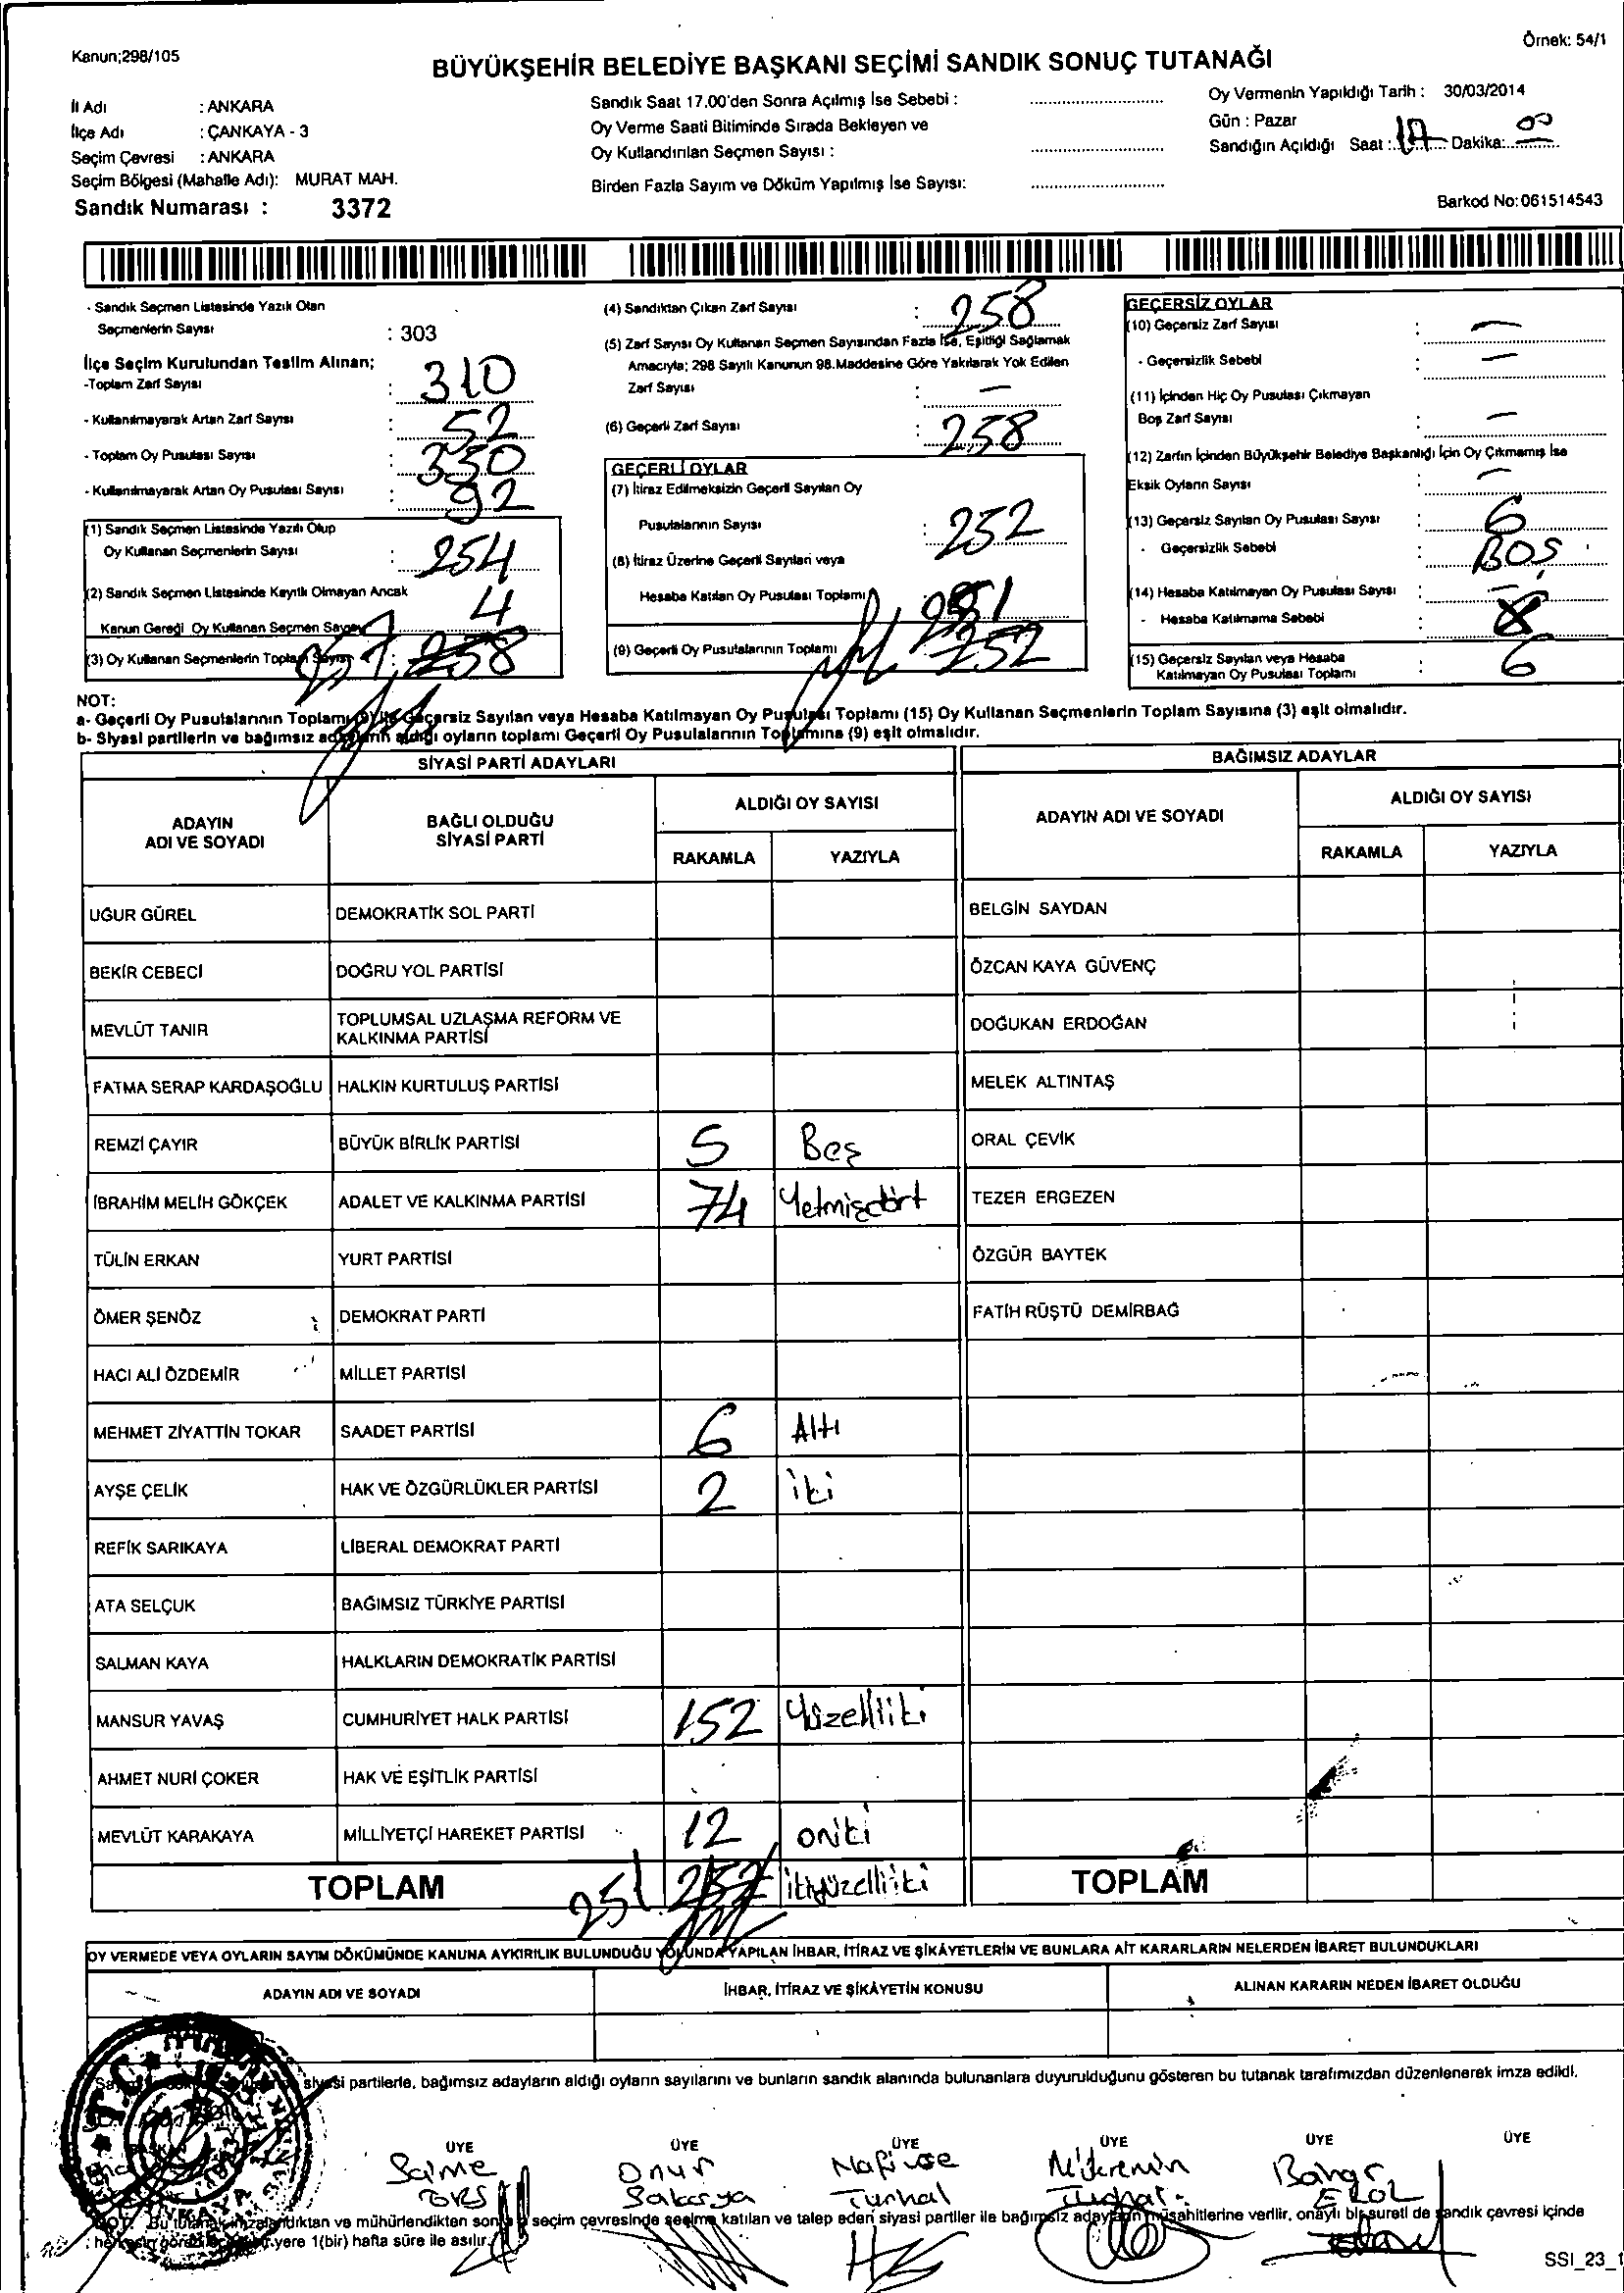 Kanun;298/105
Örnek: 54/1
BÜYÜKŞEHİR BELEDİYE BAŞKANI SEÇİMİ SANDIK SONUÇ TUTANAĞI
İl Adı : ANKARA
İlçe Adı : ÇANKAYA - 3
Seçim Çevresi : ANKARA
Seçim Bölgesi (Mahalle Adı): MURAT MAH.
Sandık Numarası : 3372
Sandık Saat 17.00'den Sonra Açılmış İse Sebebi :
Oy Verme Saati Bitiminde Sırada Bekleyen ve
Oy Kullandırılan Seçmen Sayısı :
Birden Fazla Sayım ve Döküm Yapılmış İse Sayısı:
Oy Vermenin Yapıldığı Tarih : 30/03/2014
Gün : Pazar
Sandığın Açıldığı Saat : 17 Dakika: 00
Barkod No:061514543
- Sandık Seçmen Listesinde Yazılı Olan
Seçmenlerin Sayısı : 303
İlçe Seçim Kurulundan Teslim Alınan;
-Toplam Zarf Sayısı : 310
- Kullanılmayarak Artan Zarf Sayısı : 52
- Toplam Oy Pusulası Sayısı : 350
- Kullanılmayarak Artan Oy Pusulası Sayısı : 92
(1) Sandık Seçmen Listesinde Yazılı Olup
Oy Kullanan Seçmenlerin Sayısı : 254
(2) Sandık Seçmen Listesinde Kayıtlı Olmayan Ancak
Kanun Gereği Oy Kullanan Seçmen Sayısı 4
(3) Oy Kullanan Seçmenlerin Toplam Sayısı 257 : 258
(4) Sandıktan Çıkan Zarf Sayısı : 258
(5) Zarf Sayısı Oy Kullanan Seçmen Sayısından Fazla İse, Eşitliği Sağlamak
Amacıyla; 298 Sayılı Kanunun 98.Maddesine Göre Yakılarak Yok Edilen
Zarf Sayısı : —
(6) Geçerli Zarf Sayısı : 258
GEÇERLİ OYLAR
(7) İtiraz Edilmeksizin Geçerli Sayılan Oy
Pusulalarının Sayısı : 252
(8) İtiraz Üzerine Geçerli Sayılan veya
Hesaba Katılan Oy Pusulası Toplamı
251
(9) Geçerli Oy Pusulalarının Toplamı 252
GEÇERSİZ OYLAR
(10) Geçersiz Zarf Sayısı : —
- Geçersizlik Sebebi : —
(11) İçinden Hiç Oy Pusulası Çıkmayan
Boş Zarf Sayısı : —
(12) Zarfın İçinden Büyükşehir Belediye Başkanlığı İçin Oy Çıkmamış İse
Eksik Oyların Sayısı : —
(13) Geçersiz Sayılan Oy Pusulası Sayısı : 6
- Geçersizlik Sebebi : BOŞ
(14) Hesaba Katılmayan Oy Pusulası Sayısı : —
- Hesaba Katılmama Sebebi :
(15) Geçersiz Sayılan veya Hesaba
Katılmayan Oy Pusulası Toplamı : 6
NOT:
a- Geçerli Oy Pusulalarının Toplamı (9) ile Geçersiz Sayılan veya Hesaba Katılmayan Oy Pusulası Toplamı (15) Oy Kullanan Seçmenlerin Toplam Sayısına (3) eşit olmalıdır.
b- Siyasi partilerin ve bağımsız adayların aldığı oyların toplamı Geçerli Oy Pusulalarının Toplamına (9) eşit olmalıdır.
SİYASİ PARTİ ADAYLARI
BAĞIMSIZ ADAYLAR
ADAYIN
ADI VE SOYADI
BAĞLI OLDUĞU
SİYASİ PARTİ
ALDIĞI OY SAYISI
RAKAMLA YAZIYLA
ADAYIN ADI VE SOYADI
ALDIĞI OY SAYISI
RAKAMLA YAZIYLA
UĞUR GÜREL DEMOKRATİK SOL PARTİ BELGİN SAYDAN
BEKİR CEBECİ DOĞRU YOL PARTİSİ ÖZCAN KAYA GÜVENÇ
MEVLÜT TANIR TOPLUMSAL UZLAŞMA REFORM VE
KALKINMA PARTİSİ DOĞUKAN ERDOĞAN
FATMA SERAP KARDAŞOĞLU HALKIN KURTULUŞ PARTİSİ MELEK ALTINTAŞ
REMZİ ÇAYIR BÜYÜK BİRLİK PARTİSİ 5 Beş ORAL ÇEVİK
İBRAHİM MELİH GÖKÇEK ADALET VE KALKINMA PARTİSİ 74 Yetmişdört TEZER ERGEZEN
TÜLİN ERKAN YURT PARTİSİ ÖZGÜR BAYTEK
ÖMER ŞENÖZ DEMOKRAT PARTİ FATİH RÜŞTÜ DEMİRBAĞ
HACI ALİ ÖZDEMİR MİLLET PARTİSİ
MEHMET ZİYATTİN TOKAR SAADET PARTİSİ 6 Altı
AYŞE ÇELİK HAK VE ÖZGÜRLÜKLER PARTİSİ 2 iki
REFİK SARIKAYA LİBERAL DEMOKRAT PARTİ
ATA SELÇUK BAĞIMSIZ TÜRKİYE PARTİSİ
SALMAN KAYA HALKLARIN DEMOKRATİK PARTİSİ
MANSUR YAVAŞ CUMHURİYET HALK PARTİSİ 152 Yüzelliiki
AHMET NURİ ÇOKER HAK VE EŞİTLİK PARTİSİ
MEVLÜT KARAKAYA MİLLİYETÇİ HAREKET PARTİSİ 12 oniki
TOPLAM 251 252 ikiyüzelliiki TOPLAM
OY VERMEDE VEYA OYLARIN SAYIM DÖKÜMÜNDE KANUNA AYKIRILIK BULUNDUĞU YOLUNDA YAPILAN İHBAR, İTİRAZ VE ŞİKÂYETLERİN VE BUNLARA AİT KARARLARIN NELERDEN İBARET BULUNDUKLARI
ADAYIN ADI VE SOYADI İHBAR, İTİRAZ VE ŞİKÂYETİN KONUSU ALINAN KARARIN NEDEN İBARET OLDUĞU
siyasi partilerle, bağımsız adayların aldığı oyların sayılarını ve bunların sandık alanında bulunanlara duyurulduğunu gösteren bu tutanak tarafımızdan düzenlenerek imza edildi.
T.C.
BAŞKAN ÜYE ÜYE ÜYE ÜYE ÜYE ÜYE
Saime Onur Nafiye Mükremin
Sakarya Turhal Turhal EROL
Bu tutanak imzalandıktan ve mühürlendikten sonra seçim çevresinde seçime katılan ve talep eden siyasi partiler ile bağımsız adayların müşahitlerine verilir, onaylı bir sureti de sandık çevresi içinde
yere 1(bir) hafta süre ile asılır.
SSI_23_1